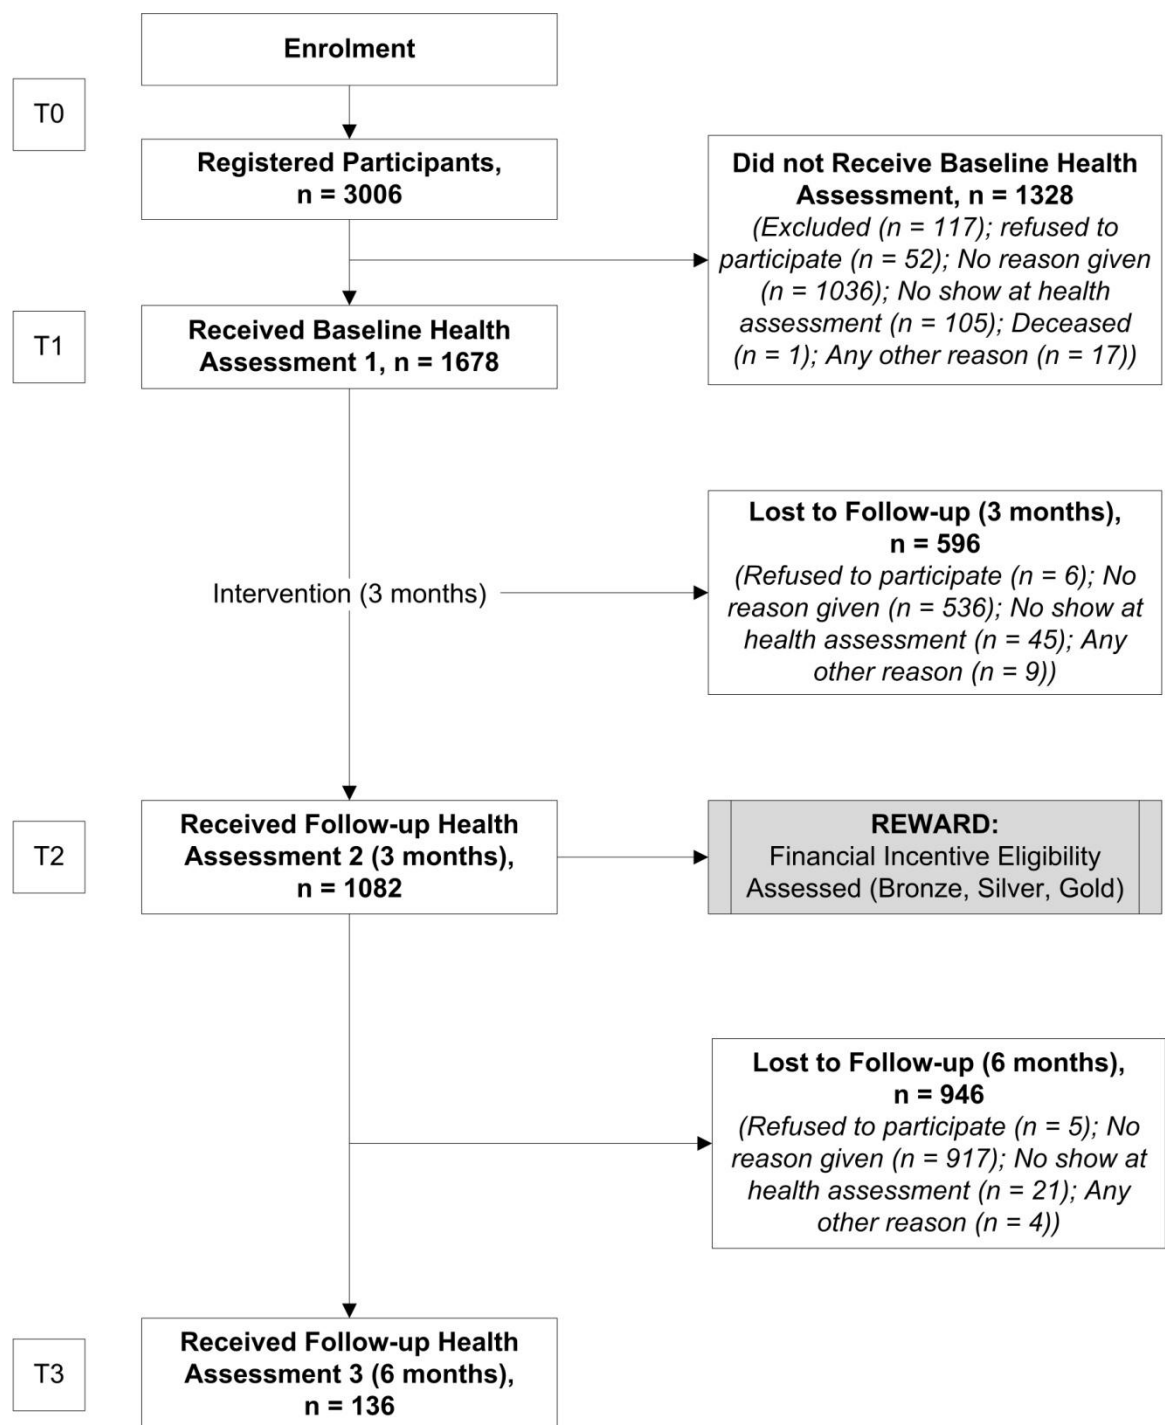 Enrolment
T0
Registered Participants,
n = 3006
Did not Receive Baseline Health
Assessment, n = 1328
(Excluded (n = 117); refused to
participate (n = 52); No reason given
(n = 1036); No show at health
assessment (n = 105); Deceased
(n = 1); Any other reason (n = 17))
T1
Received Baseline Health
Assessment 1, n = 1678
Intervention (3 months)
Lost to Follow-up (3 months),
n = 596
(Refused to participate (n = 6); No
reason given (n = 536); No show at
health assessment (n = 45); Any
other reason (n = 9))
T2
Received Follow-up Health
Assessment 2 (3 months),
n = 1082
REWARD:
Financial Incentive Eligibility
Assessed (Bronze, Silver, Gold)
Lost to Follow-up (6 months),
n = 946
(Refused to participate (n = 5); No
reason given (n = 917); No show at
health assessment (n = 21); Any
other reason (n = 4))
T3
Received Follow-up Health
Assessment 3 (6 months),
n = 136